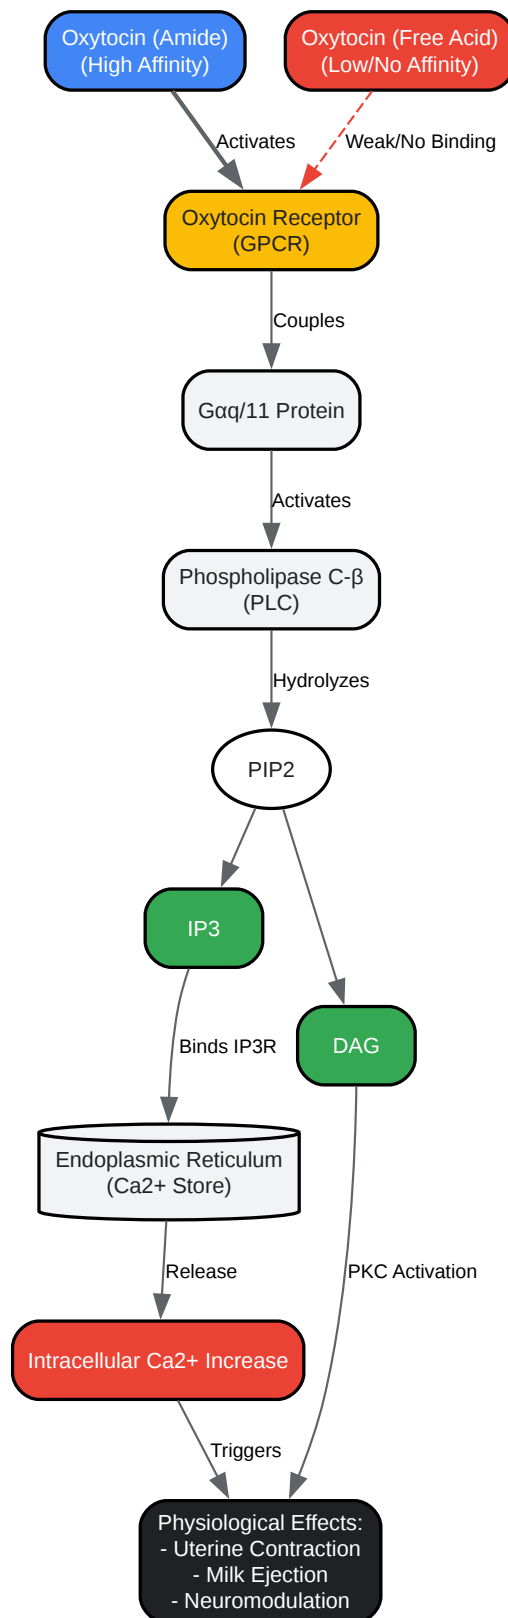 Oxytocin (Amide)
(High Affinity)
Oxytocin (Free Acid)
(Low/No Affinity)
Activates
Weak/No Binding
Oxytocin Receptor
(GPCR)
Couples
Gαq/11 Protein
Activates
Phospholipase C-β
(PLC)
Hydrolyzes
PIP2
IP3
DAG
Binds IP3R
Endoplasmic Reticulum
(Ca2+ Store)
Release
PKC Activation
Intracellular Ca2+ Increase
Triggers
Physiological Effects:
- Uterine Contraction
- Milk Ejection
- Neuromodulation